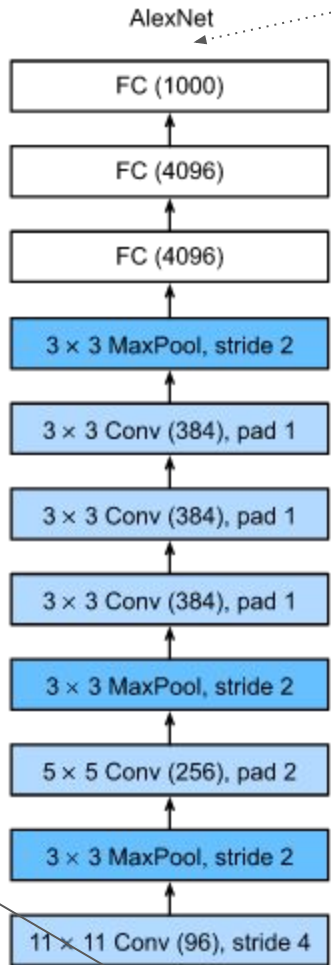 AlexNet
FC (1000)
FC (4096)
FC (4096)
3 × 3 MaxPool, stride 2
3 × 3 Conv (384), pad 1
3 × 3 Conv (384), pad 1
3 × 3 Conv (384), pad 1
3 × 3 MaxPool, stride 2
5 × 5 Conv (256), pad 2
3 × 3 MaxPool, stride 2
11 × 11 Conv (96), stride 4